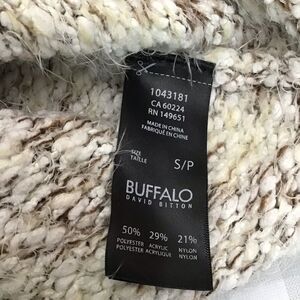 1043181
CA 60224
RN 149651
MADE IN CHINA
FABRIQUÉ EN CHINE
SIZE
TAILLE
S/P
BUFFALO
DAVID BITTON
50% 29% 21%
POLYESTER ACRYLIC NYLON
POLYESTER ACRYLIQUE NYLON